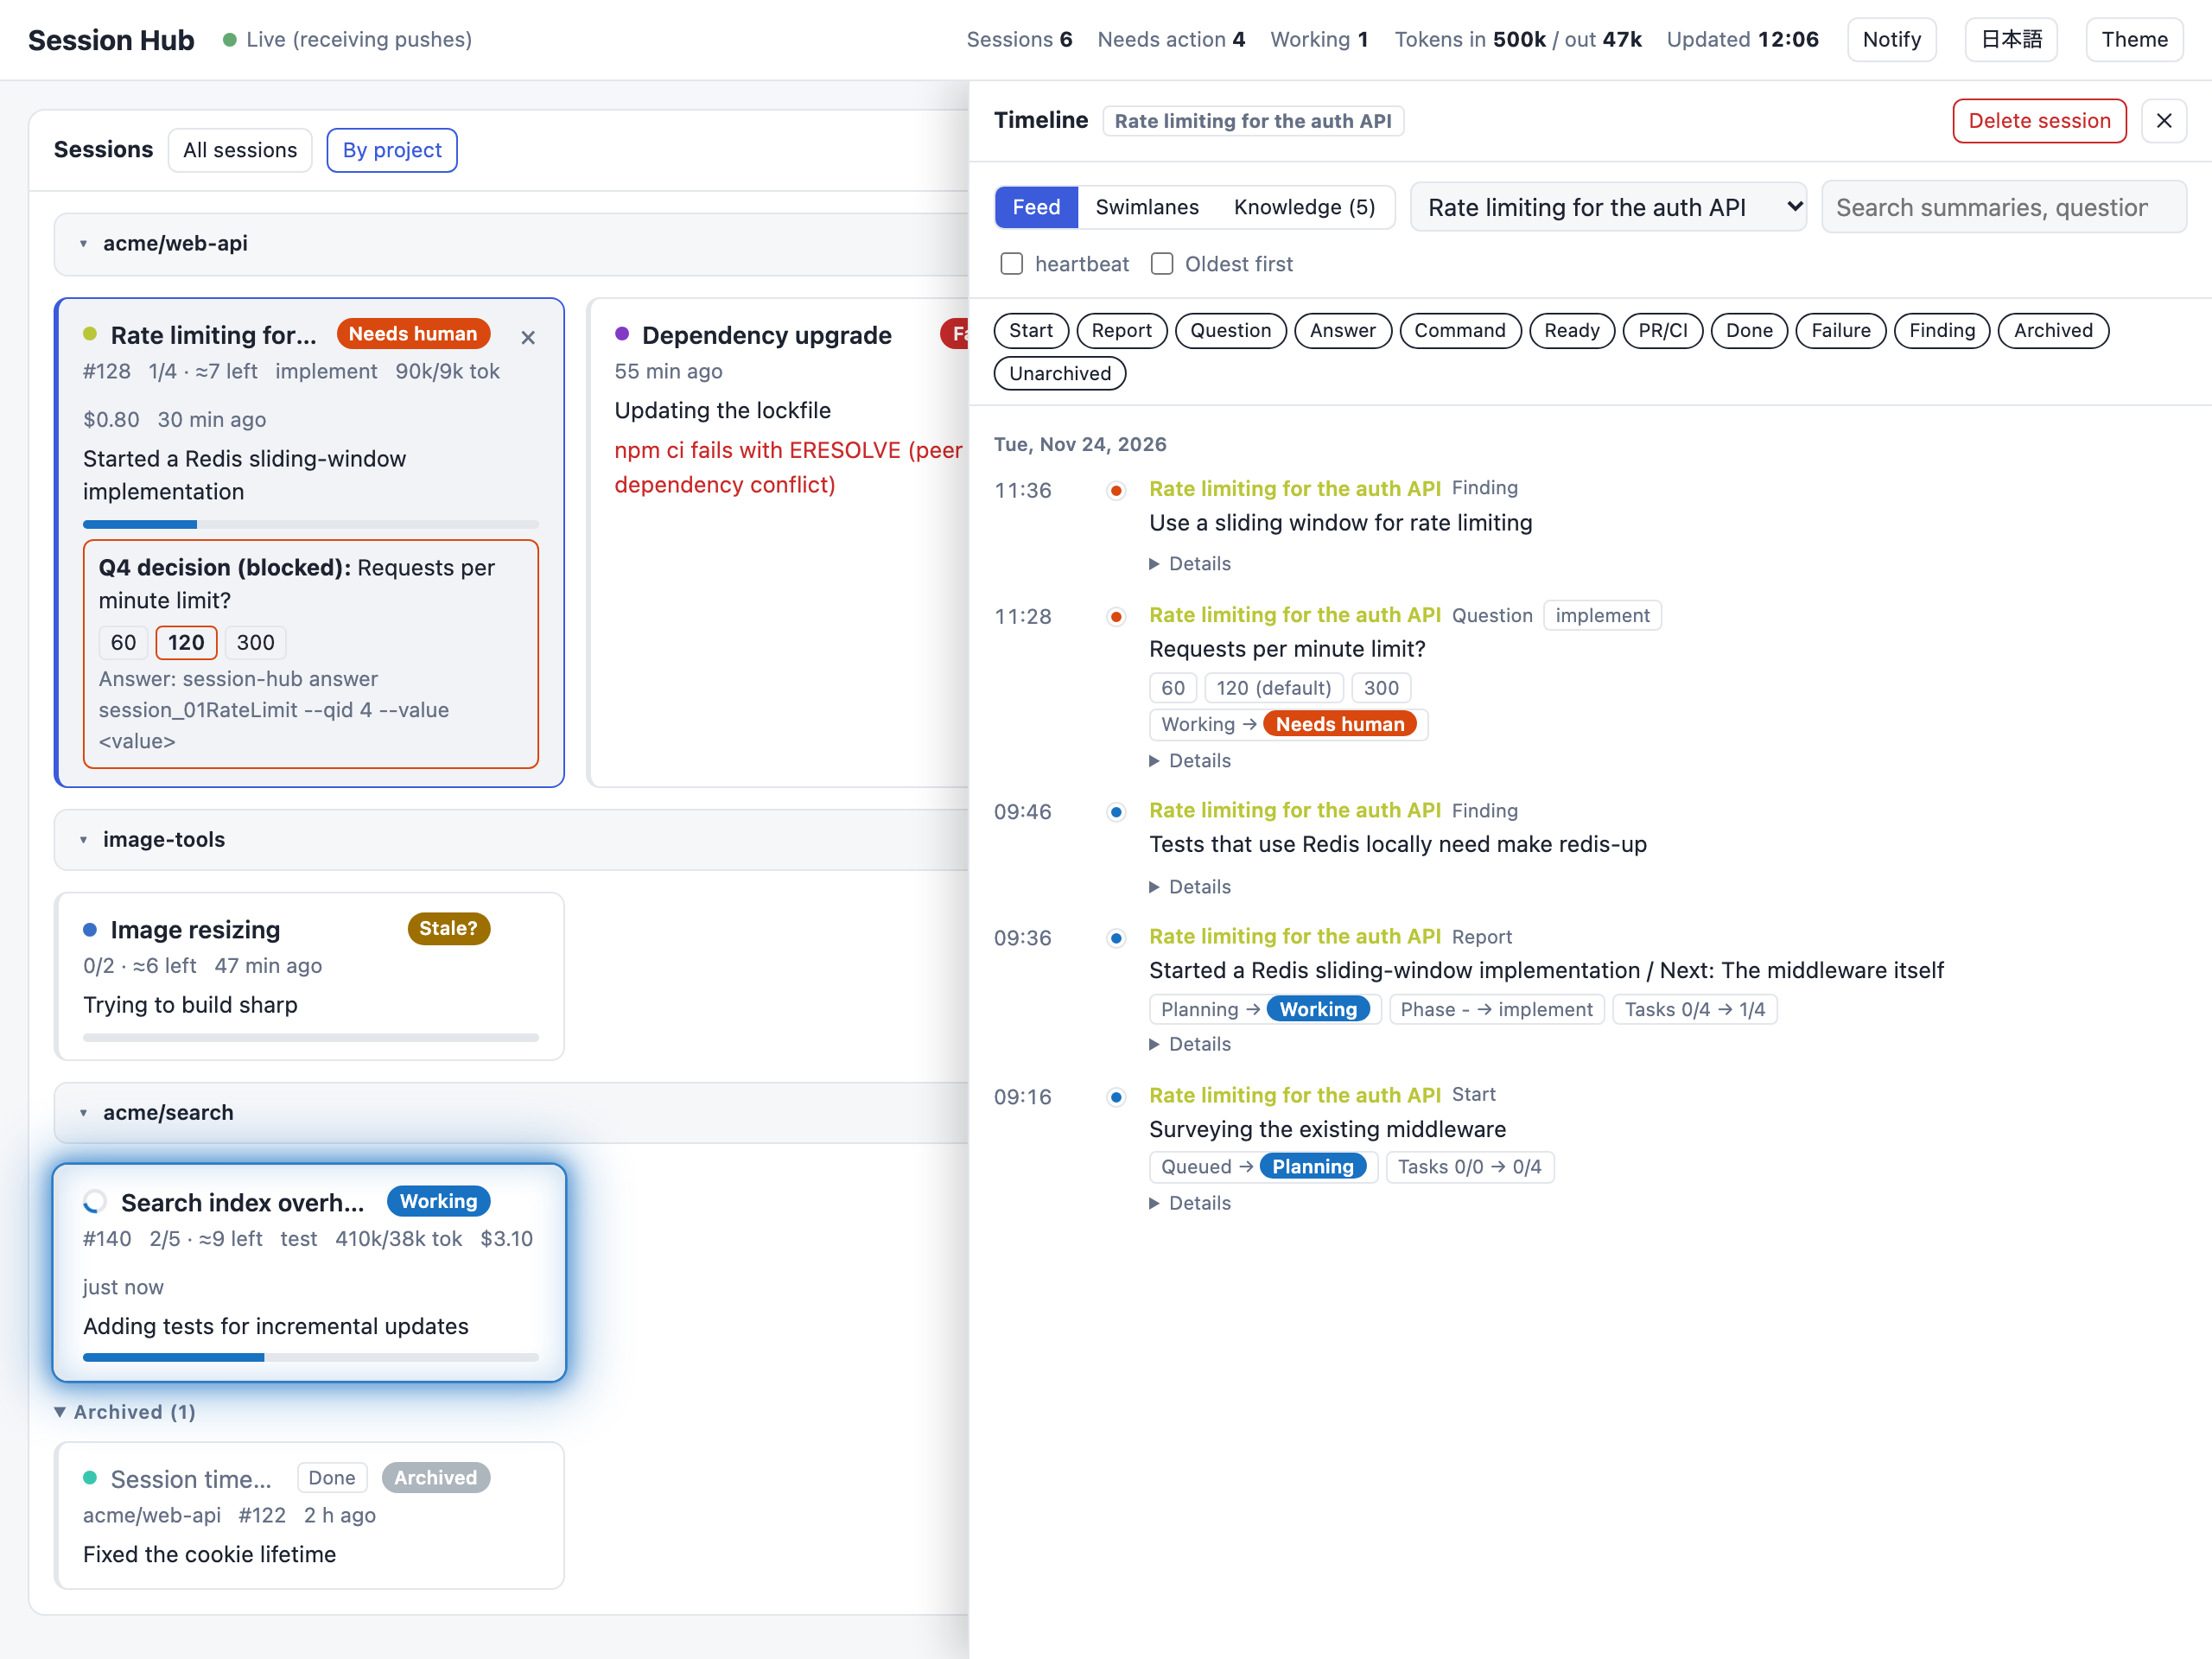 Session Hub Live (receiving pushes) Sessions 6 Needs action 4 Working 1 Tokens in 500k / out 47k Updated 12:06 Notify 日本語 Theme
Sessions All sessions By project
▼ acme/web-api
Rate limiting for... Needs human ×
#128 1/4 · ≈7 left implement 90k/9k tok
$0.80 30 min ago
Started a Redis sliding-window
implementation
Q4 decision (blocked): Requests per
minute limit?
60 120 300
Answer: session-hub answer
session_01RateLimit --qid 4 --value
<value>
Dependency upgrade
55 min ago
Updating the lockfile
npm ci fails with ERESOLVE (peer
dependency conflict)
▼ image-tools
Image resizing Stale?
0/2 · ≈6 left 47 min ago
Trying to build sharp
▼ acme/search
Search index overh... Working
#140 2/5 · ≈9 left test 410k/38k tok $3.10
just now
Adding tests for incremental updates
▼ Archived (1)
Session time... Done Archived
acme/web-api #122 2 h ago
Fixed the cookie lifetime
Timeline Rate limiting for the auth API Delete session ×
Feed Swimlanes Knowledge (5) Rate limiting for the auth API Search summaries,
heartbeat Oldest first
Start Report Question Answer Command Ready PR/CI Done Failure Finding Archived
Unarchived
Tue, Nov 24, 2026
11:36 Rate limiting for the auth API Finding
Use a sliding window for rate limiting
▶ Details
11:28 Rate limiting for the auth API Question implement
Requests per minute limit?
60 120 (default) 300
Working → Needs human
▶ Details
09:46 Rate limiting for the auth API Finding
Tests that use Redis locally need make redis-up
▶ Details
09:36 Rate limiting for the auth API Report
Started a Redis sliding-window implementation / Next: The middleware itself
Planning → Working Phase - → implement Tasks 0/4 → 1/4
▶ Details
09:16 Rate limiting for the auth API Start
Surveying the existing middleware
Queued → Planning Tasks 0/0 → 0/4
▶ Details